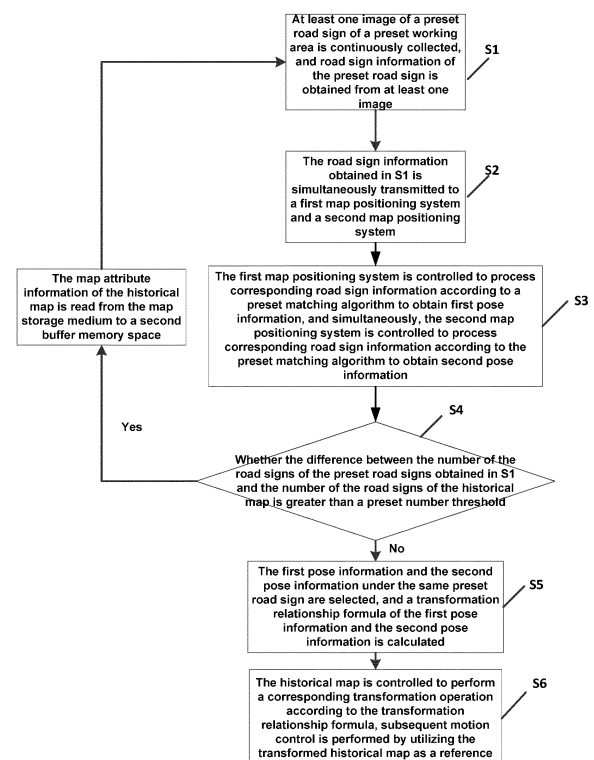 At least one image of a preset
road sign of a preset working
area is continuously collected,
and road sign information of
the preset road sign is
obtained from at least one
image
S1
The road sign information
obtained in S1 is
simultaneously transmitted to
a first map positioning system
and a second map positioning
system
S2
The map attribute
information of the historical
map is read from the map
storage medium to a second
buffer memory space
The first map positioning system is controlled to process
corresponding road sign information according to a
preset matching algorithm to obtain first pose
information, and simultaneously, the second map
positioning system is controlled to process
corresponding road sign information according to the
preset matching algorithm to obtain second pose
information
S3
S4
Yes
Whether the difference between the number of the
road signs of the preset road signs obtained in S1
and the number of the road signs of the historical
map is greater than a preset number threshold
No
The first pose information and the second
pose information under the same preset
road sign are selected, and a transformation
relationship formula of the first pose
information and the second pose
information is calculated
S5
The historical map is controlled to perform
a corresponding transformation operation
according to the transformation
relationship formula, subsequent motion
control is performed by utilizing the
transformed historical map as a reference
S6